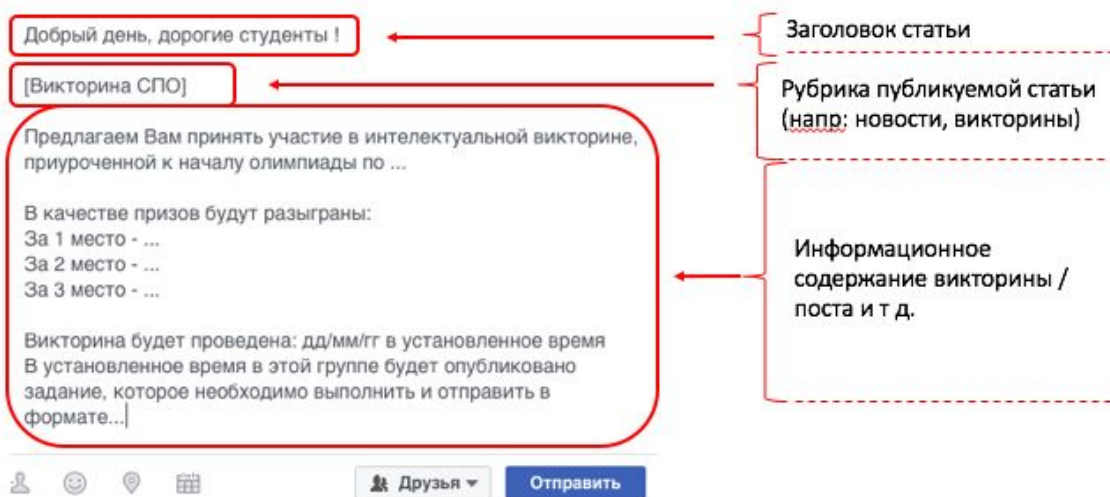 Добрый день, дорогие студенты !
Заголовок статьи
[Викторина СПО]
Рубрика публикуемой статьи
(напр: новости, викторины)
Предлагаем Вам принять участие в интелектуальной викторине,
приуроченной к началу олимпиады по ...
В качестве призов будут разыграны:
За 1 место - ...
За 2 место - ...
За 3 место - ...
Викторина будет проведена: дд/мм/гг в установленное время
В установленное время в этой группе будет опубликовано
задание, которое необходимо выполнить и отправить в
формате...
Информационное
содержание викторины /
поста и т д.
Друзья
Отправить